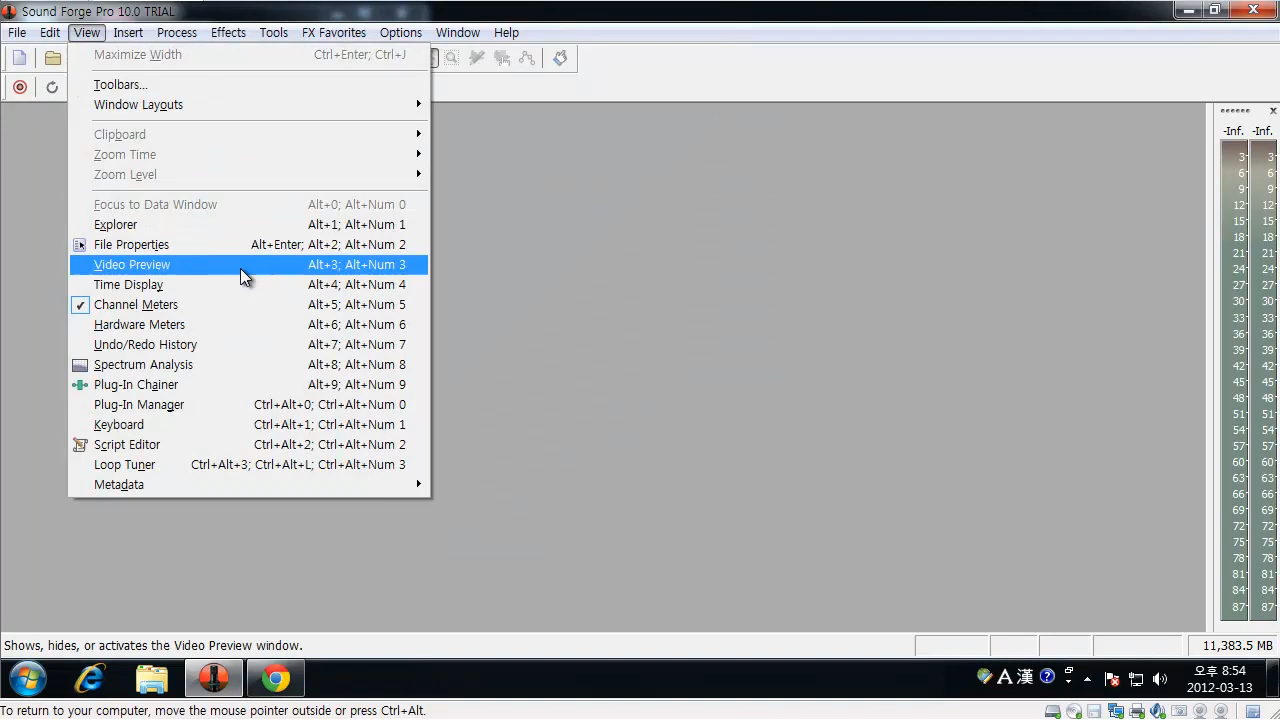 Sound Forge Pro 10.0 TRIAL
File Edit View Insert Process Effects Tools FX Favorites Options Window Help
Maximize Width Ctrl+Enter; Ctrl+J
Toolbars...
Window Layouts
Clipboard
Zoom Time
Zoom Level
Focus to Data Window Alt+0; Alt+Num 0
Explorer Alt+1; Alt+Num 1
File Properties Alt+Enter; Alt+2; Alt+Num 2
Video Preview Alt+3; Alt+Num 3
Time Display Alt+4; Alt+Num 4
Channel Meters Alt+5; Alt+Num 5
Hardware Meters Alt+6; Alt+Num 6
Undo/Redo History Alt+7; Alt+Num 7
Spectrum Analysis Alt+8; Alt+Num 8
Plug-In Chainer Alt+9; Alt+Num 9
Plug-In Manager Ctrl+Alt+0; Ctrl+Alt+Num 0
Keyboard Ctrl+Alt+1; Ctrl+Alt+Num 1
Script Editor Ctrl+Alt+2; Ctrl+Alt+Num 2
Loop Tuner Ctrl+Alt+3; Ctrl+Alt+L; Ctrl+Alt+Num 3
Metadata
-Inf. -Inf.
3 3
6 6
9 9
12 12
15 15
18 18
21 21
24 24
27 27
30 30
33 33
36 36
39 39
42 42
45 45
48 48
51 51
54 54
57 57
60 60
63 63
66 66
69 69
72 72
75 75
78 78
81 81
84 84
87 87
Shows, hides, or activates the Video Preview window.
11,383.5 MB
A 漢
오후 8:54
2012-03-13
To return to your computer, move the mouse pointer outside or press Ctrl+Alt.